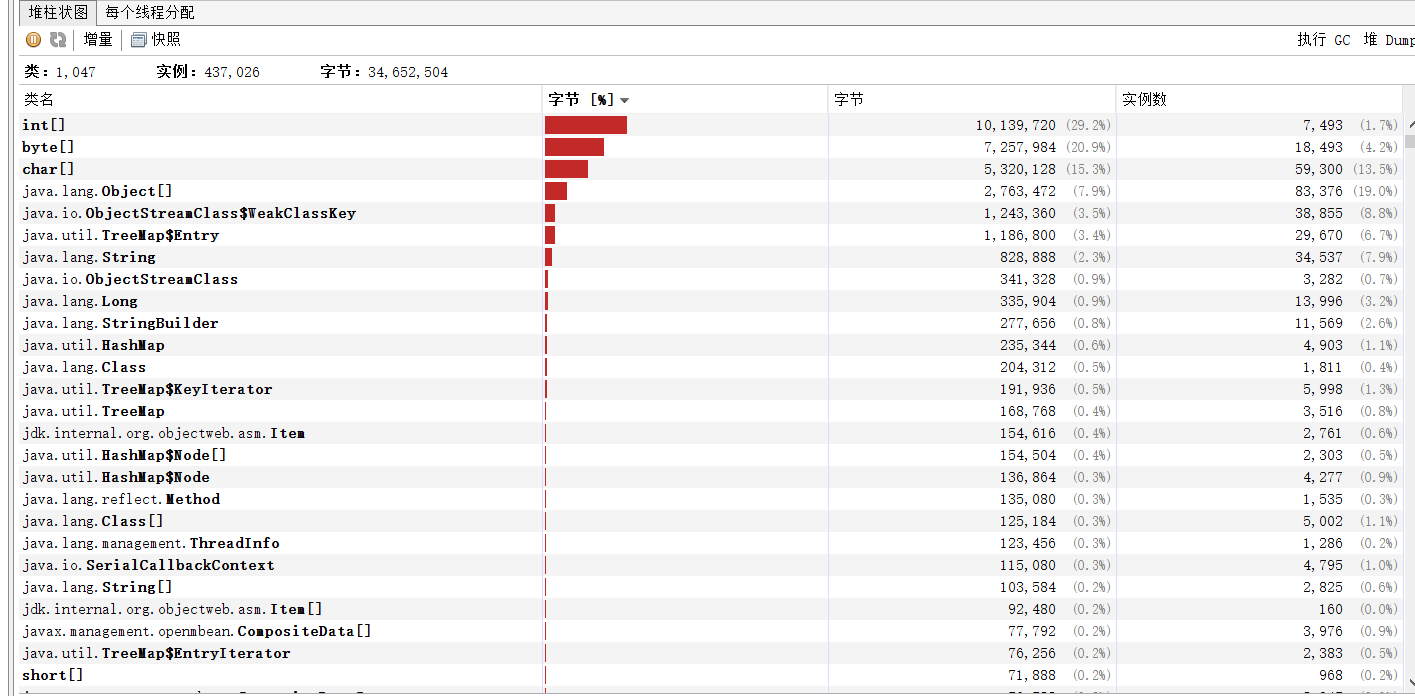 堆柱状图 每个线程分配
增量 快照 执行 GC 堆 Dump
类: 1,047 实例: 437,026 字节: 34,652,504
类名 字节 [%] 字节 实例数
int[] 10,139,720 (29.2%) 7,493 (1.7%)
byte[] 7,257,984 (20.9%) 18,493 (4.2%)
char[] 5,320,128 (15.3%) 59,300 (13.5%)
java.lang.Object[] 2,763,472 (7.9%) 83,376 (19.0%)
java.io.ObjectStreamClass$WeakClassKey 1,243,360 (3.5%) 38,855 (8.8%)
java.util.TreeMap$Entry 1,186,800 (3.4%) 29,670 (6.7%)
java.lang.String 828,888 (2.3%) 34,537 (7.9%)
java.io.ObjectStreamClass 341,328 (0.9%) 3,282 (0.7%)
java.lang.Long 335,904 (0.9%) 13,996 (3.2%)
java.lang.StringBuilder 277,656 (0.8%) 11,569 (2.6%)
java.util.HashMap 235,344 (0.6%) 4,903 (1.1%)
java.lang.Class 204,312 (0.5%) 1,811 (0.4%)
java.util.TreeMap$KeyIterator 191,936 (0.5%) 5,998 (1.3%)
java.util.TreeMap 168,768 (0.4%) 3,516 (0.8%)
jdk.internal.org.objectweb.asm.Item 154,616 (0.4%) 2,761 (0.6%)
java.util.HashMap$Node[] 154,504 (0.4%) 2,303 (0.5%)
java.util.HashMap$Node 136,864 (0.3%) 4,277 (0.9%)
java.lang.reflect.Method 135,080 (0.3%) 1,535 (0.3%)
java.lang.Class[] 125,184 (0.3%) 5,002 (1.1%)
java.lang.management.ThreadInfo 123,456 (0.3%) 1,286 (0.2%)
java.io.SerialCallbackContext 115,080 (0.3%) 4,795 (1.0%)
java.lang.String[] 103,584 (0.2%) 2,825 (0.6%)
jdk.internal.org.objectweb.asm.Item[] 92,480 (0.2%) 160 (0.0%)
javax.management.openmbean.CompositeData[] 77,792 (0.2%) 3,976 (0.9%)
java.util.TreeMap$EntryIterator 76,256 (0.2%) 2,383 (0.5%)
short[] 71,888 (0.2%) 968 (0.2%)